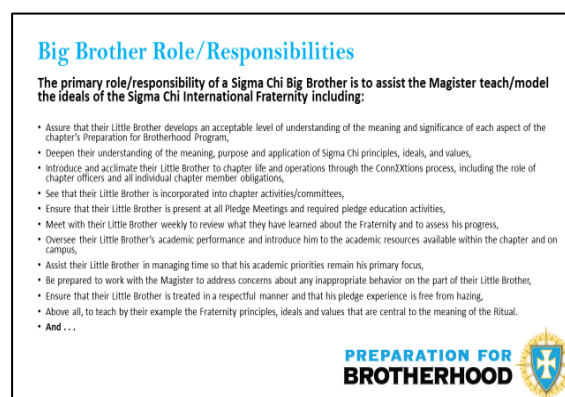 Big Brother Role/Responsibilities
The primary role/responsibility of a Sigma Chi Big Brother is to assist the Magister teach/model
the ideals of the Sigma Chi International Fraternity including:
• Assure that their Little Brother develops an acceptable level of understanding of the meaning and significance of each aspect of the
chapter's Preparation for Brotherhood Program,
• Deepen their understanding of the meaning, purpose and application of Sigma Chi principles, ideals, and values,
• Introduce and acclimate their Little Brother to chapter life and operations through the ConnΣXtions process, including the role of
chapter officers and all individual chapter member obligations,
• See that their Little Brother is incorporated into chapter activities/committees,
• Ensure that their Little Brother is present at all Pledge Meetings and required pledge education activities,
• Meet with their Little Brother weekly to review what they have learned about the Fraternity and to assess his progress,
• Oversee their Little Brother's academic performance and introduce him to the academic resources available within the chapter and on
campus,
• Assist their Little Brother in managing time so that his academic priorities remain his primary focus,
• Be prepared to work with the Magister to address concerns about any inappropriate behavior on the part of their Little Brother,
• Ensure that their Little Brother is treated in a respectful manner and that his pledge experience is free from hazing,
• Above all, to teach by their example the Fraternity principles, ideals and values that are central to the meaning of the Ritual.
• And . . .
PREPARATION FOR
BROTHERHOOD